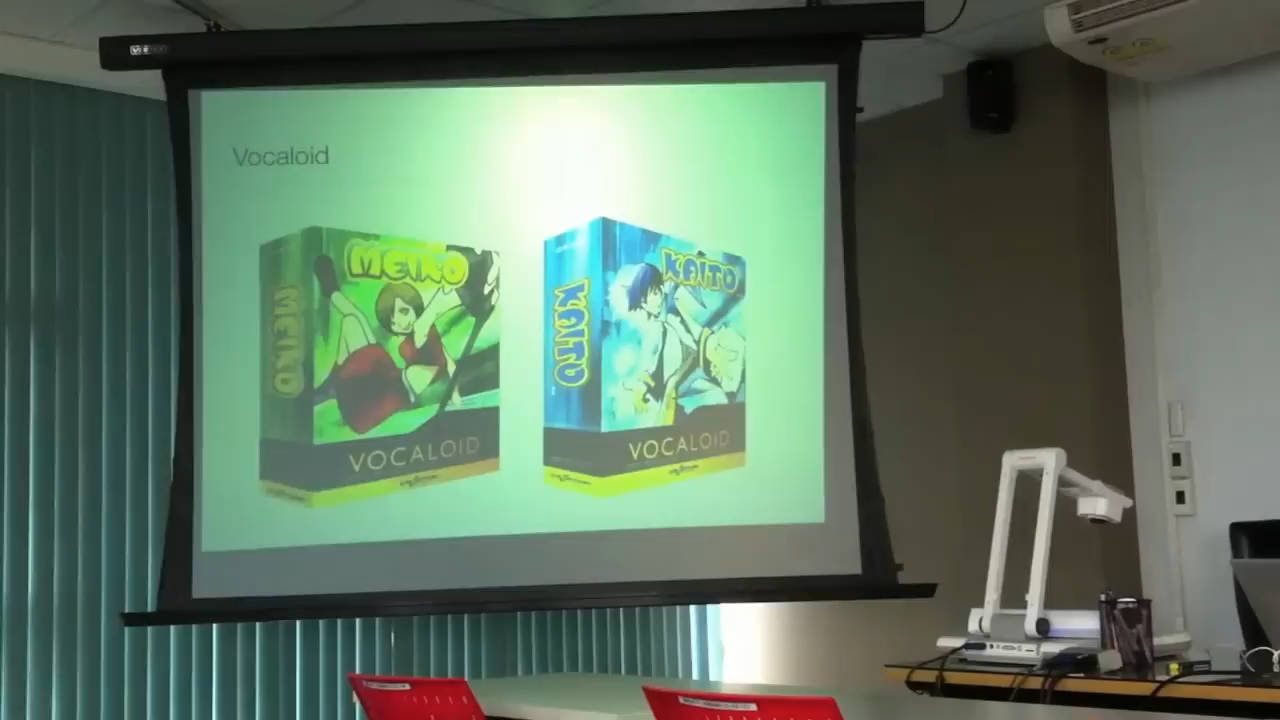 Vocaloid
MEIKO
MEIKO
VOCALOID
KAITO
KAITO
VOCALOID